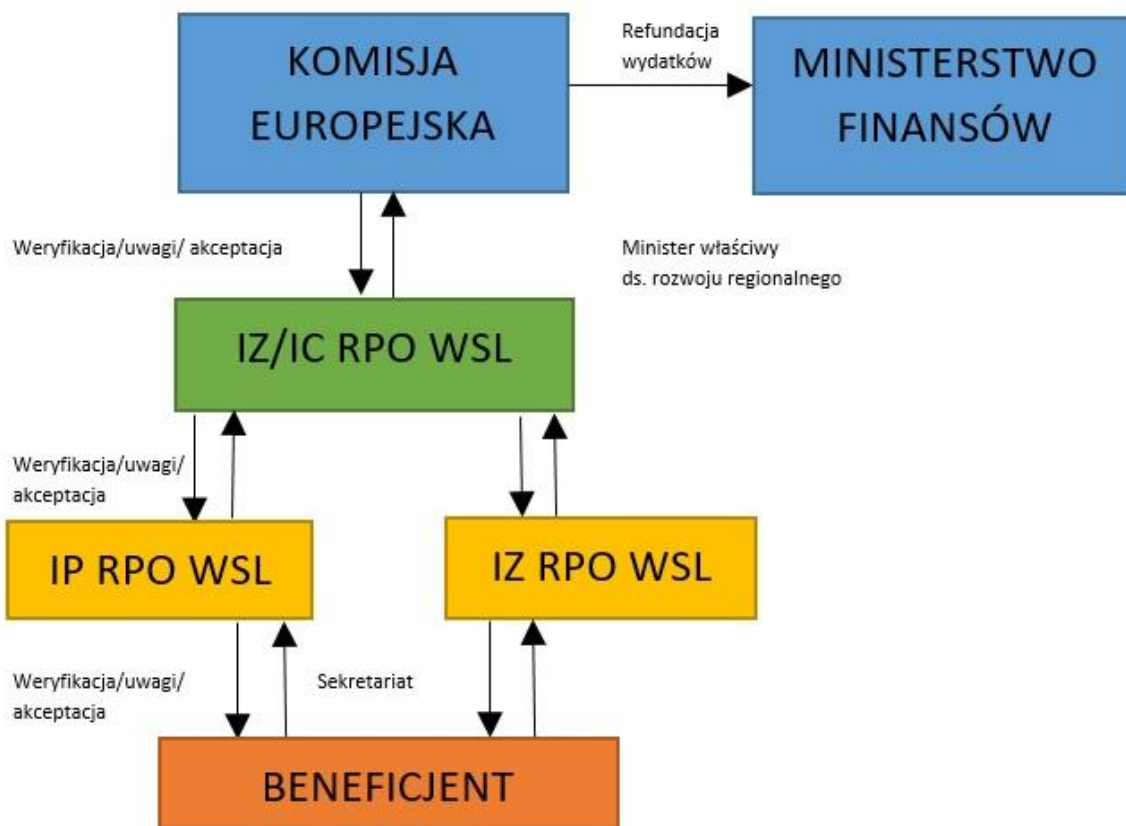 KOMISJA
EUROPEJSKA
Refundacja
wydatków
MINISTERSTWO
FINANSÓW
Weryfikacja/uwagi/ akceptacja
Minister właściwy
ds. rozwoju regionalnego
IZ/IC RPO WSL
Weryfikacja/uwagi/
akceptacja
IP RPO WSL
IZ RPO WSL
Weryfikacja/uwagi/
akceptacja
Sekretariat
BENEFICJENT